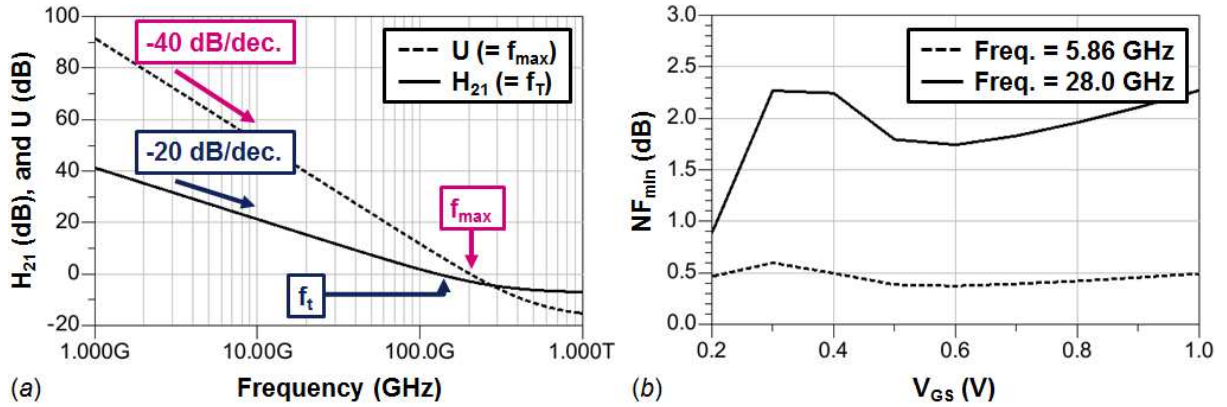 H21 (dB), and U (dB)
100
80
60
40
20
0
-20
-40 dB/dec.
-20 dB/dec.
U (= fmax)
H21 (= fT)
fmax
ft
1.000G
10.00G
100.0G
1.000T
(a)
Frequency (GHz)
NFmin (dB)
3.0
2.5
2.0
1.5
1.0
0.5
0.0
Freq. = 5.86 GHz
Freq. = 28.0 GHz
0.2
0.4
0.6
0.8
1.0
(b)
VGS (V)